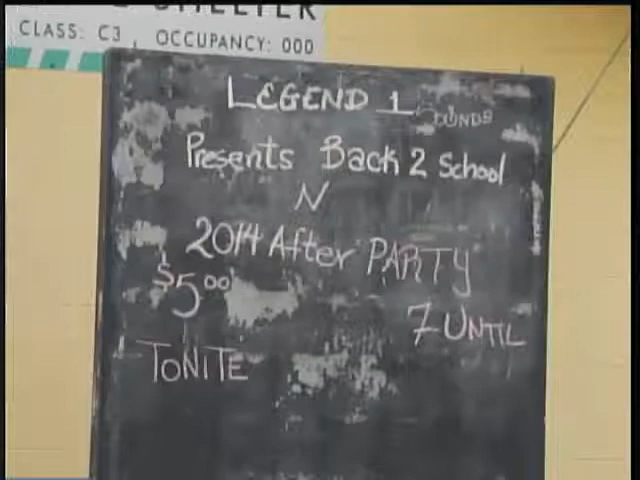 SHELTER
CLASS: C3, OCCUPANCY: 000
LEGEND 1 SOUNDS
Presents Back 2 School
N
2014 After PARTY
$5.00
7 UNTIL
TONITE